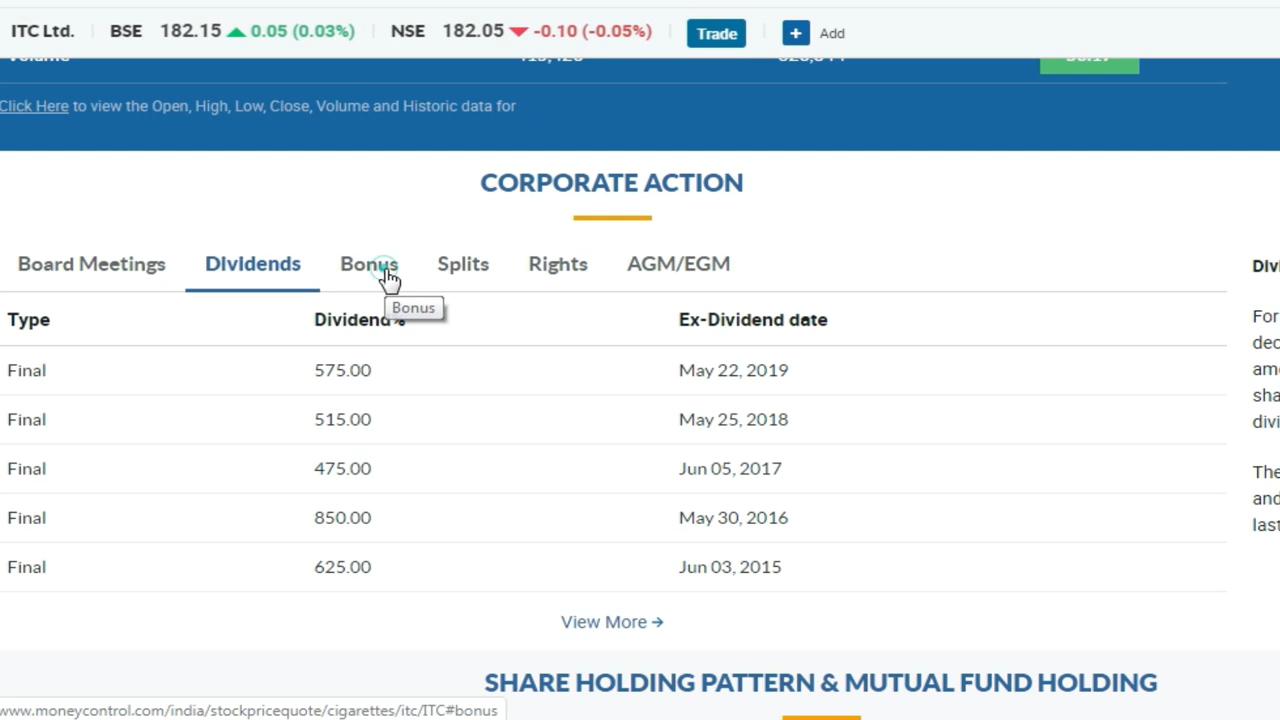 ITC Ltd. BSE 182.15 0.05 (0.03%) NSE 182.05 -0.10 (-0.05%) Trade + Add
Volume
Click Here to view the Open, High, Low, Close, Volume and Historic data for
CORPORATE ACTION
Board Meetings Dividends Bonus Splits Rights AGM/EGM
Bonus
Type Dividend% Ex-Dividend date
Final 575.00 May 22, 2019
Final 515.00 May 25, 2018
Final 475.00 Jun 05, 2017
Final 850.00 May 30, 2016
Final 625.00 Jun 03, 2015
View More →
For
The
and
last
SHARE HOLDING PATTERN & MUTUAL FUND HOLDING
www.moneycontrol.com/india/stockpricequote/cigarettes/itc/ITC#bonus